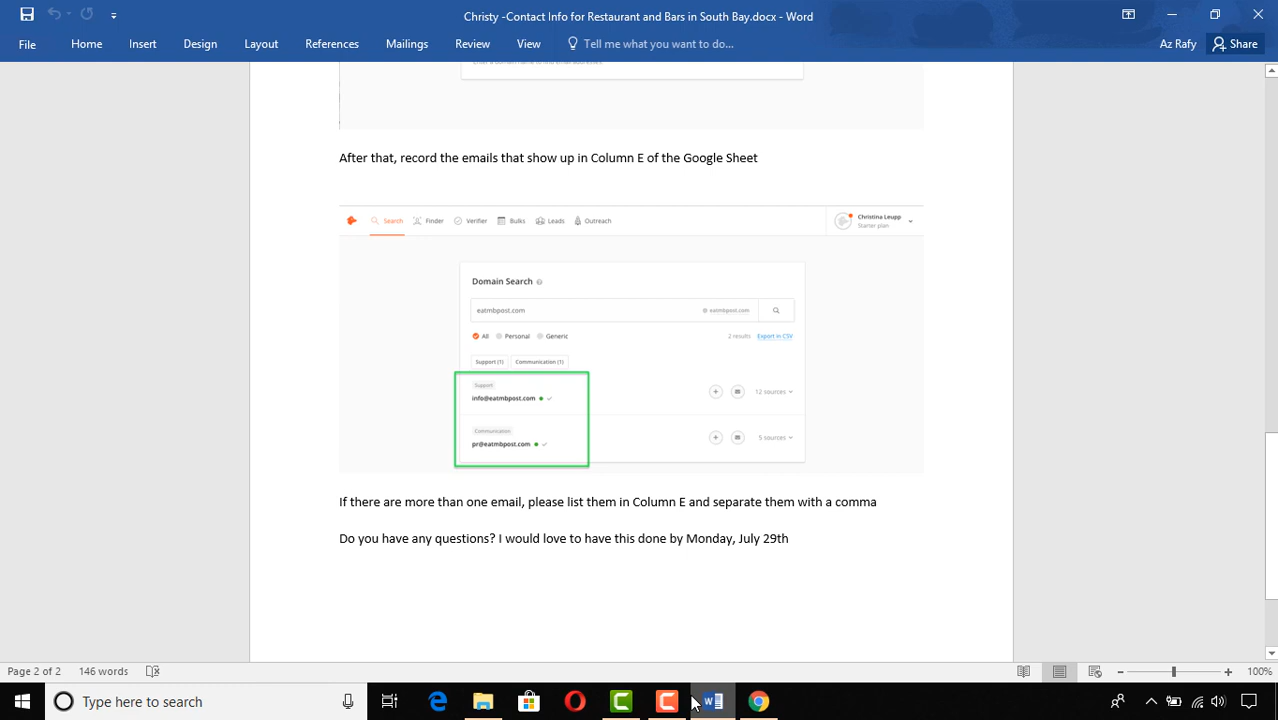 Christy -Contact Info for Restaurant and Bars in South Bay.docx - Word
File Home Insert Design Layout References Mailings Review View Tell me what you want to do... Az Rafy Share
After that, record the emails that show up in Column E of the Google Sheet
Search Finder Verifier Bulks Leads Outreach Christina Leupp
Starter plan
Domain Search
eatmbpost.com @ eatmbpost.com
All Personal Generic 2 results Export in CSV
Support (1) Communication (1)
Support
info@eatmbpost.com 12 sources
Communication
pr@eatmbpost.com 5 sources
If there are more than one email, please list them in Column E and separate them with a comma
Do you have any questions? I would love to have this done by Monday, July 29th
Page 2 of 2 146 words 100%
Type here to search